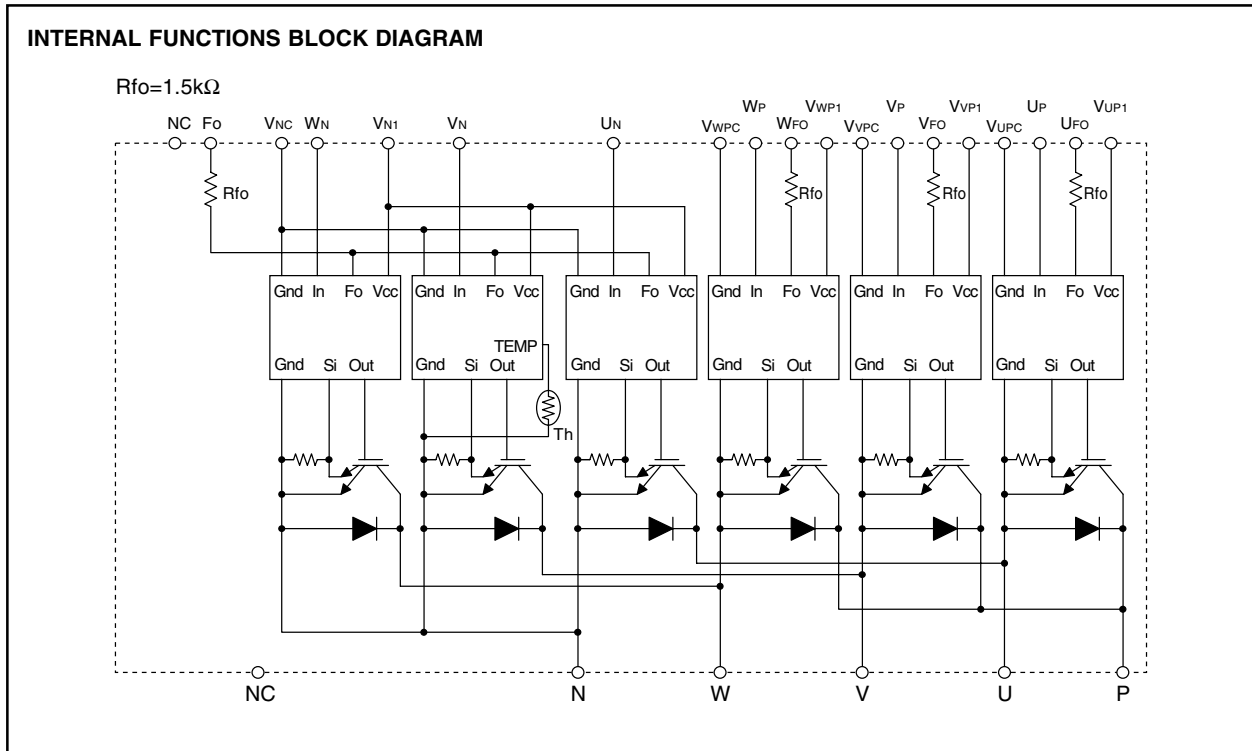 INTERNAL FUNCTIONS BLOCK DIAGRAM
Rfo=1.5kΩ
NC Fo VNC WN VN1 VN UN VWPC WP WFO VWP1 VVPC VP VFO VVP1 VUPC UP UFO VUP1
Rfo Rfo Rfo Rfo
Gnd In Fo Vcc Gnd In Fo Vcc Gnd In Fo Vcc Gnd In Fo Vcc Gnd In Fo Vcc Gnd In Fo Vcc
TEMP
Gnd Si Out Gnd Si Out Gnd Si Out Gnd Si Out Gnd Si Out Gnd Si Out
Th
NC N W V U P